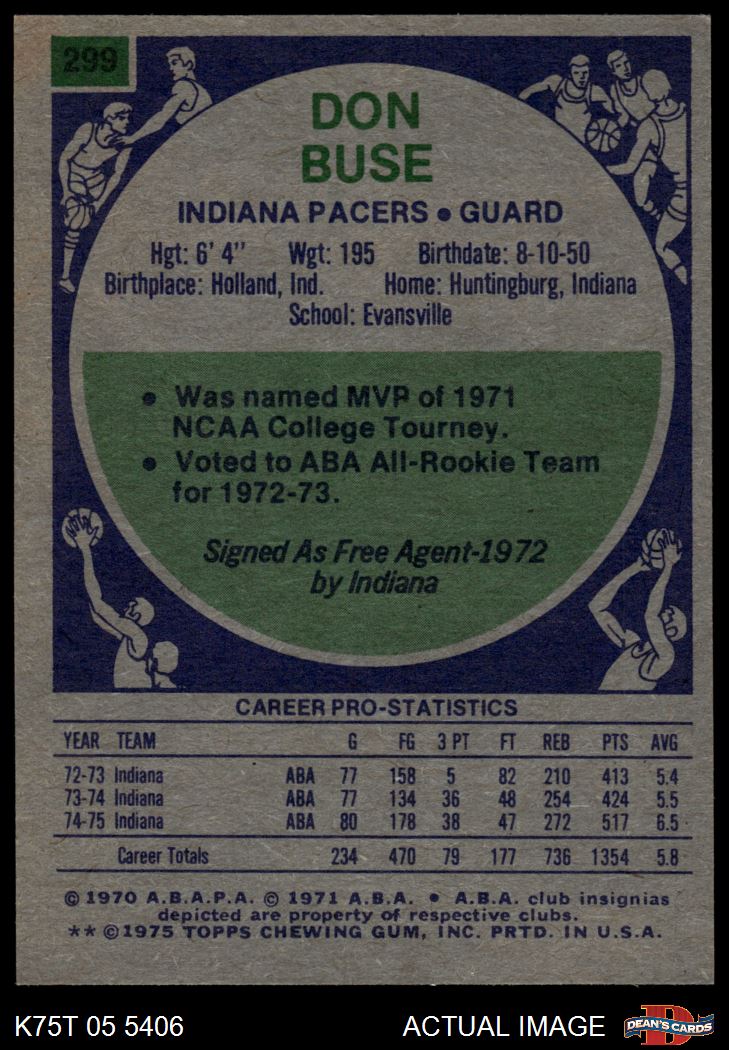 299
DON
BUSE
INDIANA PACERS • GUARD
Hgt: 6' 4" Wgt: 195 Birthdate: 8-10-50
Birthplace: Holland, Ind. Home: Huntingburg, Indiana
School: Evansville
• Was named MVP of 1971
NCAA College Tourney.
• Voted to ABA All-Rookie Team
for 1972-73.
Signed As Free Agent-1972
by Indiana
CAREER PRO-STATISTICS
YEAR TEAM G FG 3 PT FT REB PTS AVG
72-73 Indiana ABA 77 158 5 82 210 413 5.4
73-74 Indiana ABA 77 134 36 48 254 424 5.5
74-75 Indiana ABA 80 178 38 47 272 517 6.5
Career Totals 234 470 79 177 736 1354 5.8
© 1970 A.B.A.P.A. © 1971 A.B.A. • A.B.A. club insignias
depicted are property of respective clubs.
** © 1975 TOPPS CHEWING GUM, INC. PRTD. IN U.S.A.
K75T 05 5406 ACTUAL IMAGE D DEAN'S CARDS